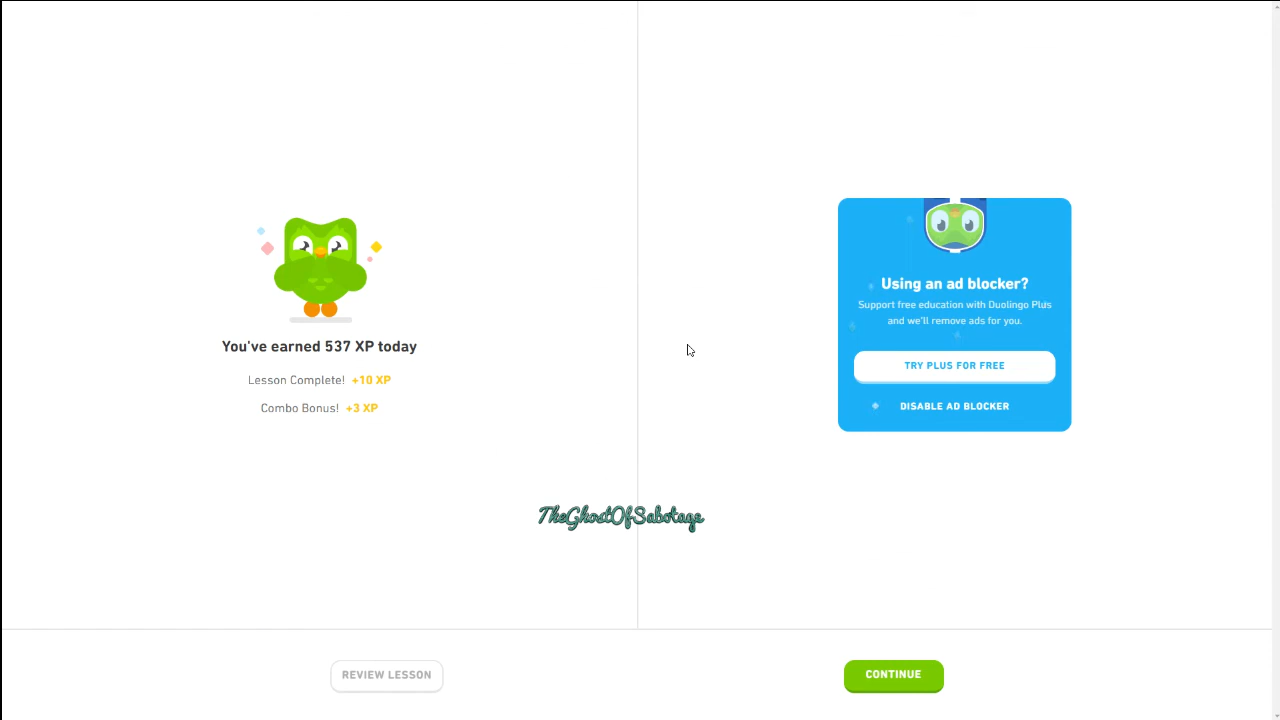 You've earned 537 XP today
Lesson Complete! +10 XP
Combo Bonus! +3 XP
Using an ad blocker?
Support free education with Duolingo Plus
and we'll remove ads for you.
TRY PLUS FOR FREE
DISABLE AD BLOCKER
TheGhostOfSabotage
REVIEW LESSON
CONTINUE